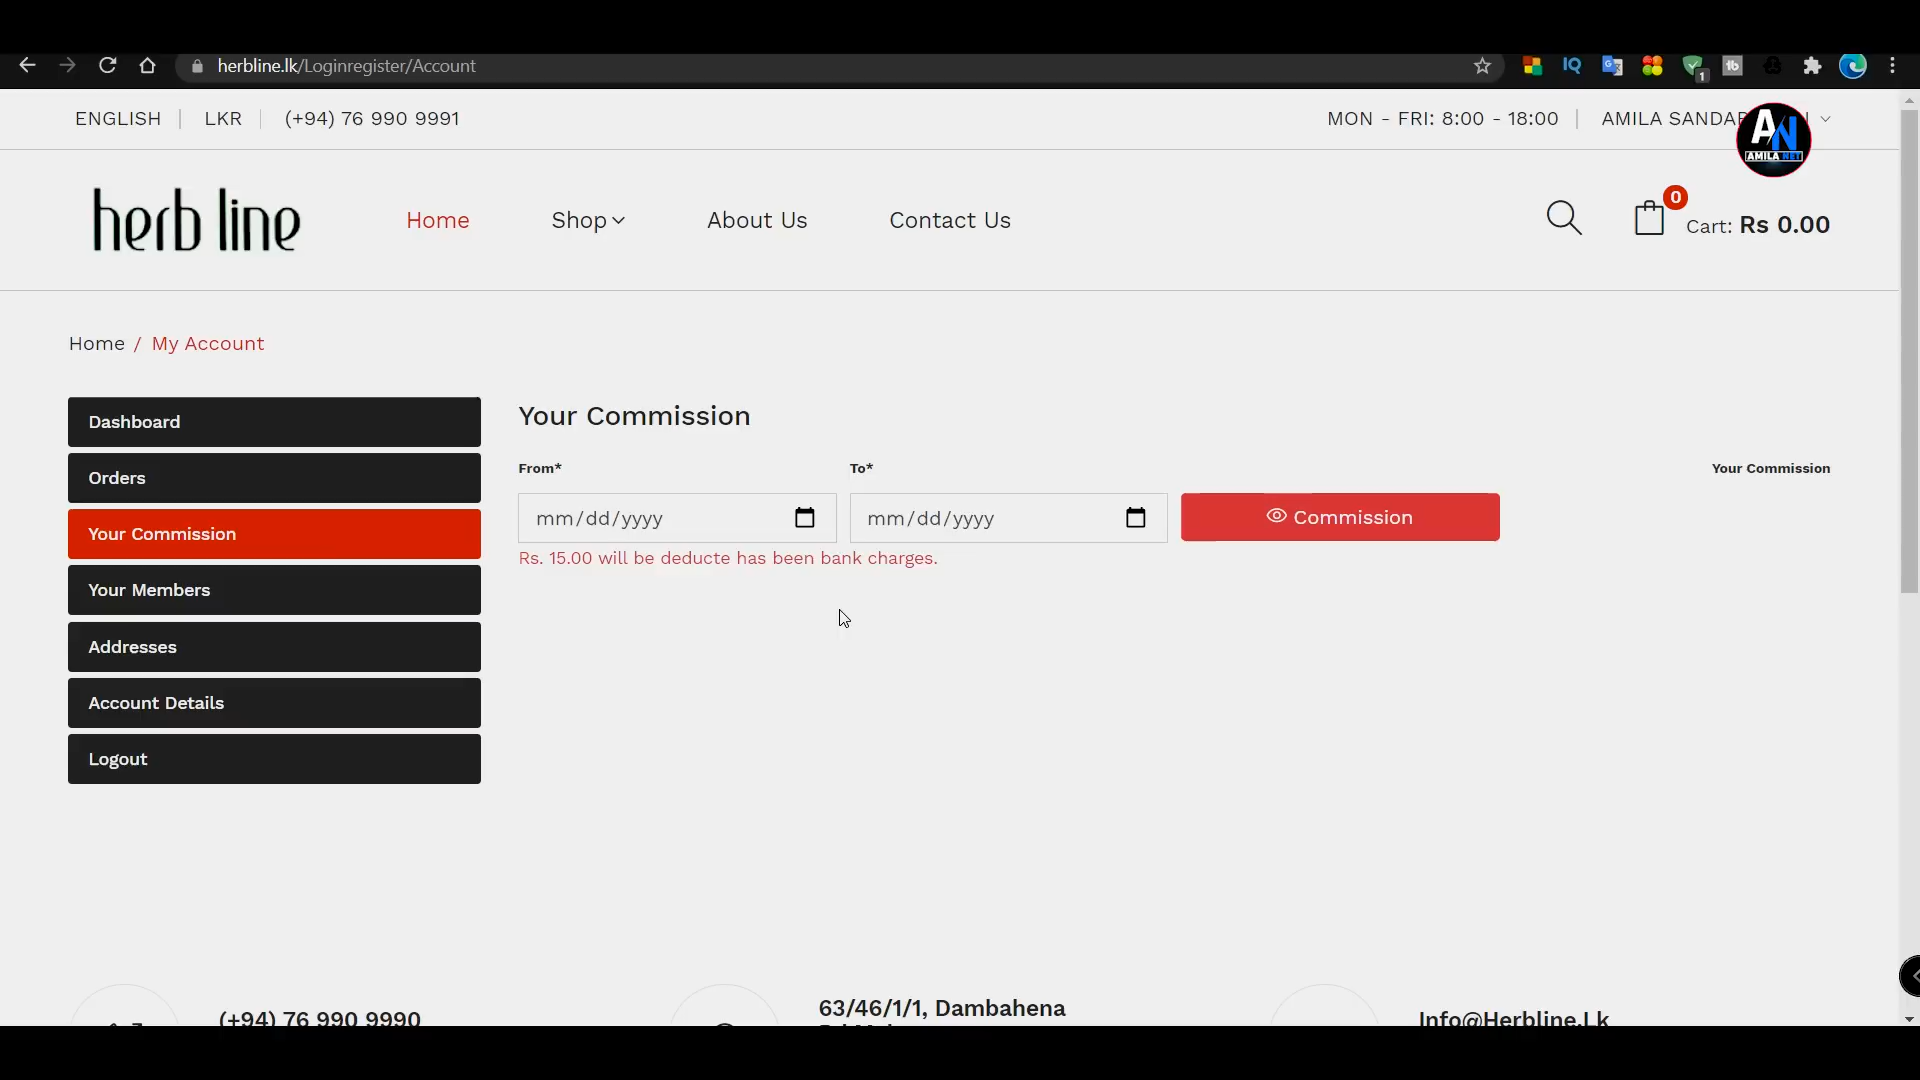 herbline.lk/Loginregister/Account
1
ENGLISH
LKR
(+94) 76 990 9991
MON - FRI: 8:00 - 18:00
AMILA
AN
AMILA NET
herb line
Home
Shop
About Us
Contact Us
0
Cart: Rs 0.00
Home / My Account
Dashboard
Orders
Your Commission
Your Members
Addresses
Account Details
Logout
Your Commission
From*
To*
Your Commission
mm/dd/yyyy
mm/dd/yyyy
Commission
Rs. 15.00 will be deducte has been bank charges.
(+94) 76 990 9990
63/46/1/1, Dambahena
Info@Herbline.Lk